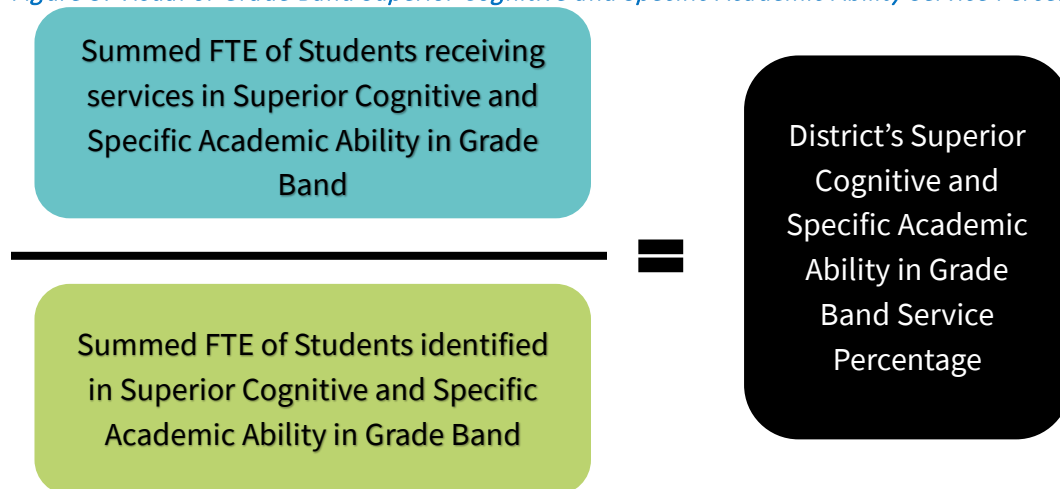 Summed FTE of Students receiving
services in Superior Cognitive and
Specific Academic Ability in Grade
Band
=
Summed FTE of Students identified
in Superior Cognitive and Specific
Academic Ability in Grade Band
District's Superior
Cognitive and
Specific Academic
Ability in Grade
Band Service
Percentage